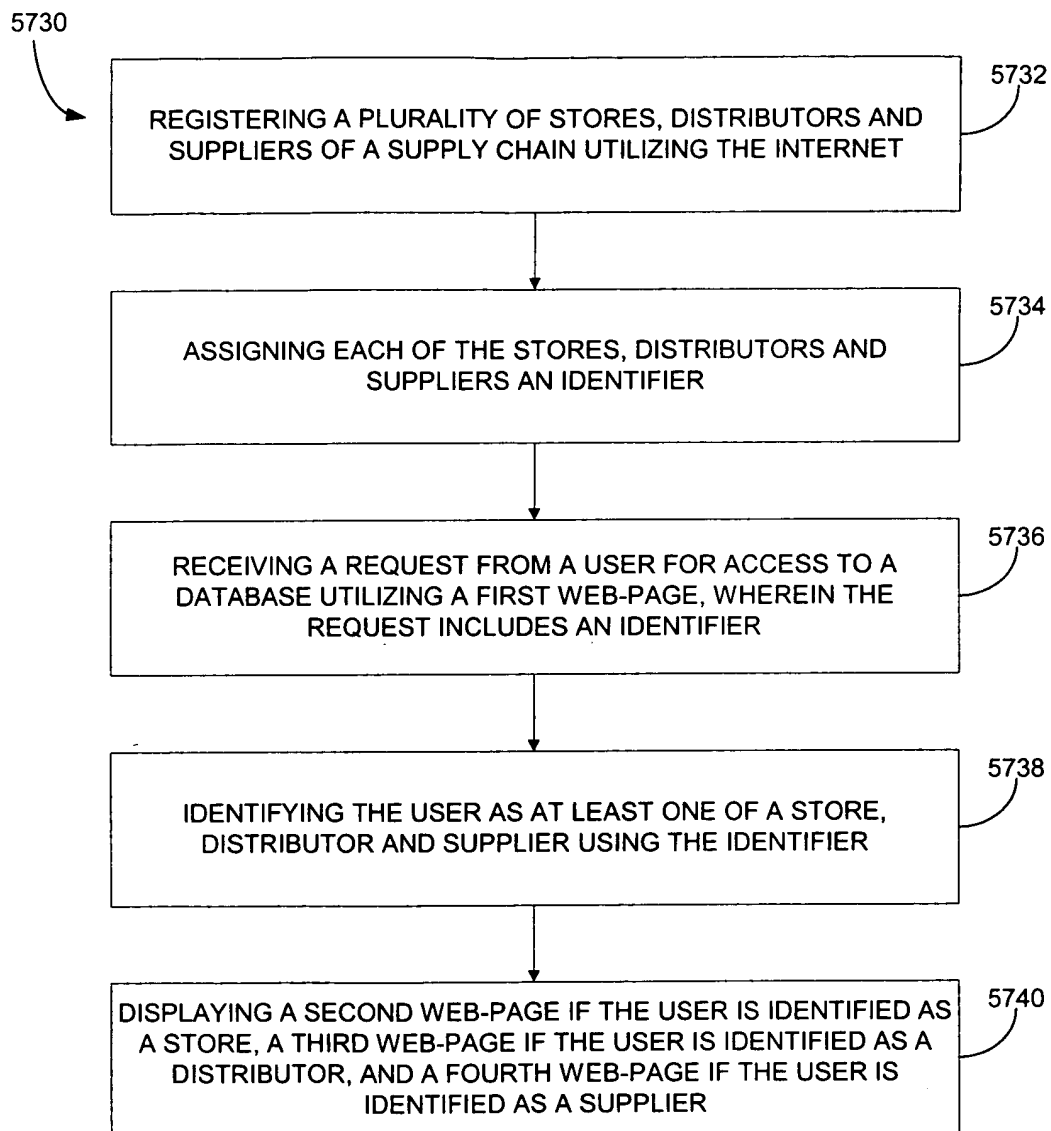 5730
5732
REGISTERING A PLURALITY OF STORES, DISTRIBUTORS AND
SUPPLIERS OF A SUPPLY CHAIN UTILIZING THE INTERNET
5734
ASSIGNING EACH OF THE STORES, DISTRIBUTORS AND
SUPPLIERS AN IDENTIFIER
5736
RECEIVING A REQUEST FROM A USER FOR ACCESS TO A
DATABASE UTILIZING A FIRST WEB-PAGE, WHEREIN THE
REQUEST INCLUDES AN IDENTIFIER
5738
IDENTIFYING THE USER AS AT LEAST ONE OF A STORE,
DISTRIBUTOR AND SUPPLIER USING THE IDENTIFIER
5740
DISPLAYING A SECOND WEB-PAGE IF THE USER IS IDENTIFIED AS
A STORE, A THIRD WEB-PAGE IF THE USER IS IDENTIFIED AS A
DISTRIBUTOR, AND A FOURTH WEB-PAGE IF THE USER IS
IDENTIFIED AS A SUPPLIER